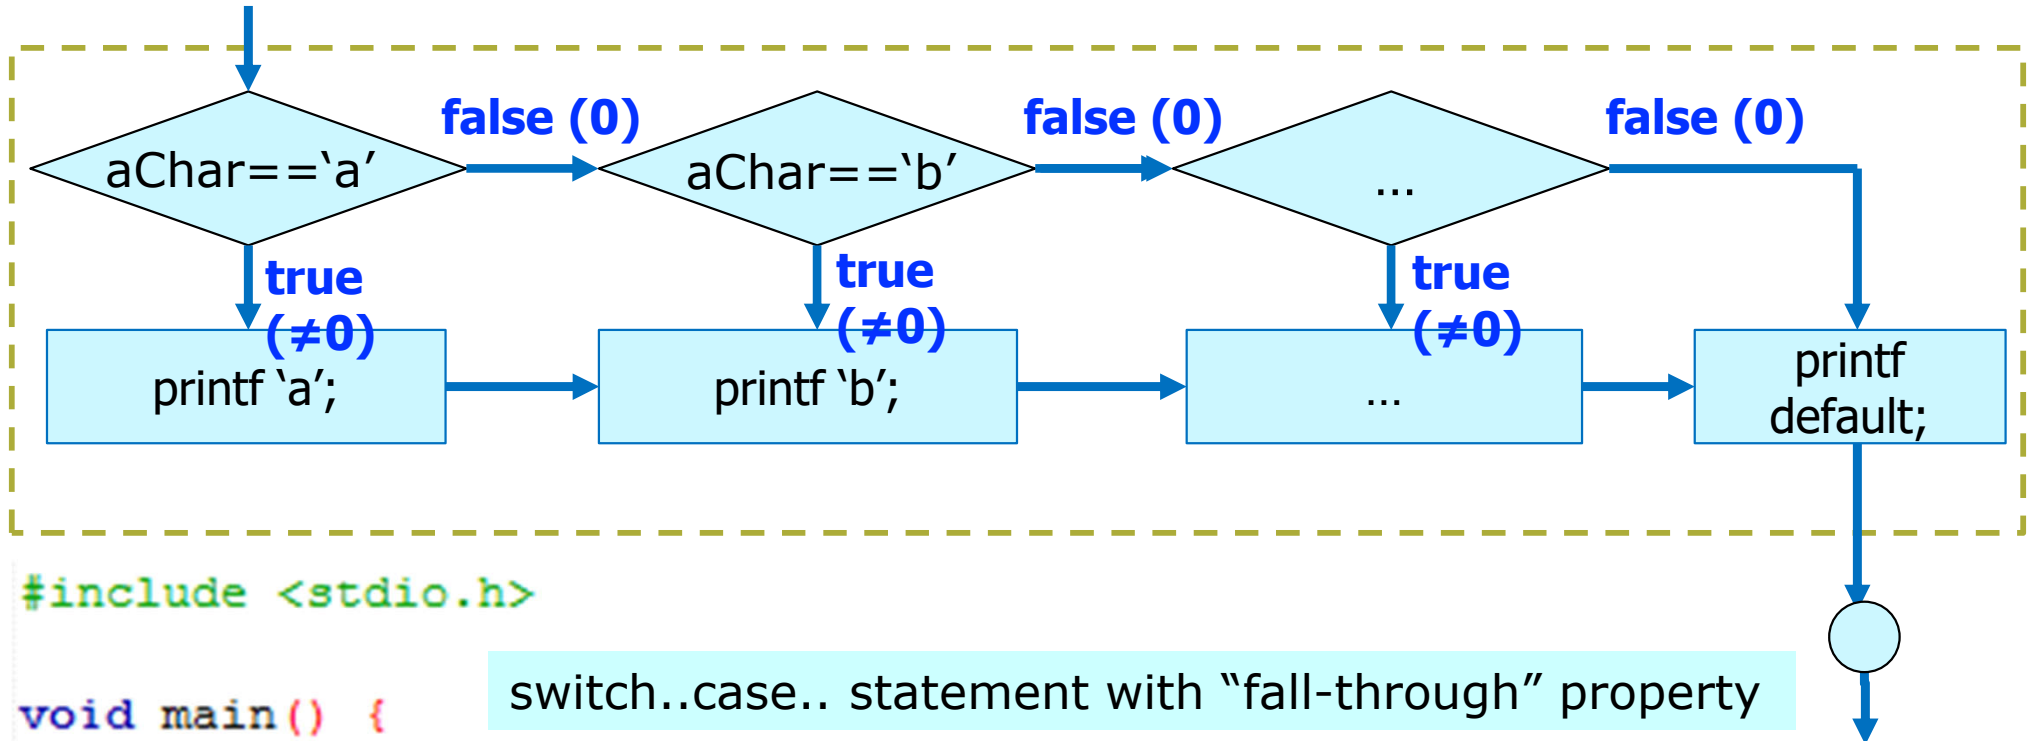 false (0)
false (0)
false (0)
aChar==‘a’
aChar==‘b’
...
true
(≠0)
true
(≠0)
true
(≠0)
printf ‘a’;
printf ‘b’;
...
printf
default;
#include <stdio.h>
switch..case.. statement with “fall-through” property
void main() {